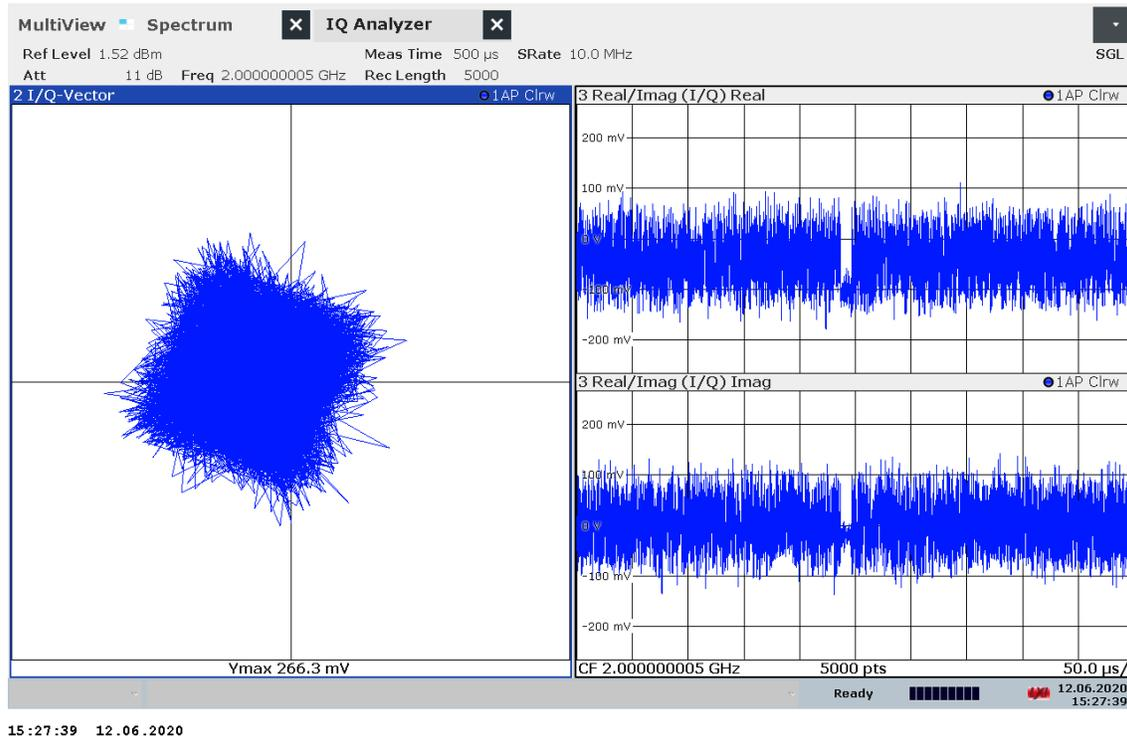 MultiView Spectrum X IQ Analyzer X
Ref Level 1.52 dBm Meas Time 500 µs SRate 10.0 MHz SGL
Att 11 dB Freq 2.000000005 GHz Rec Length 5000
2 I/Q-Vector 1AP Clrw
Ymax 266.3 mV
3 Real/Imag (I/Q) Real 1AP Clrw
200 mV
100 mV
0 V
-100 mV
-200 mV
3 Real/Imag (I/Q) Imag 1AP Clrw
200 mV
100 mV
0 V
-100 mV
-200 mV
CF 2.000000005 GHz 5000 pts 50.0 µs/
Ready 12.06.2020
15:27:39
15:27:39 12.06.2020